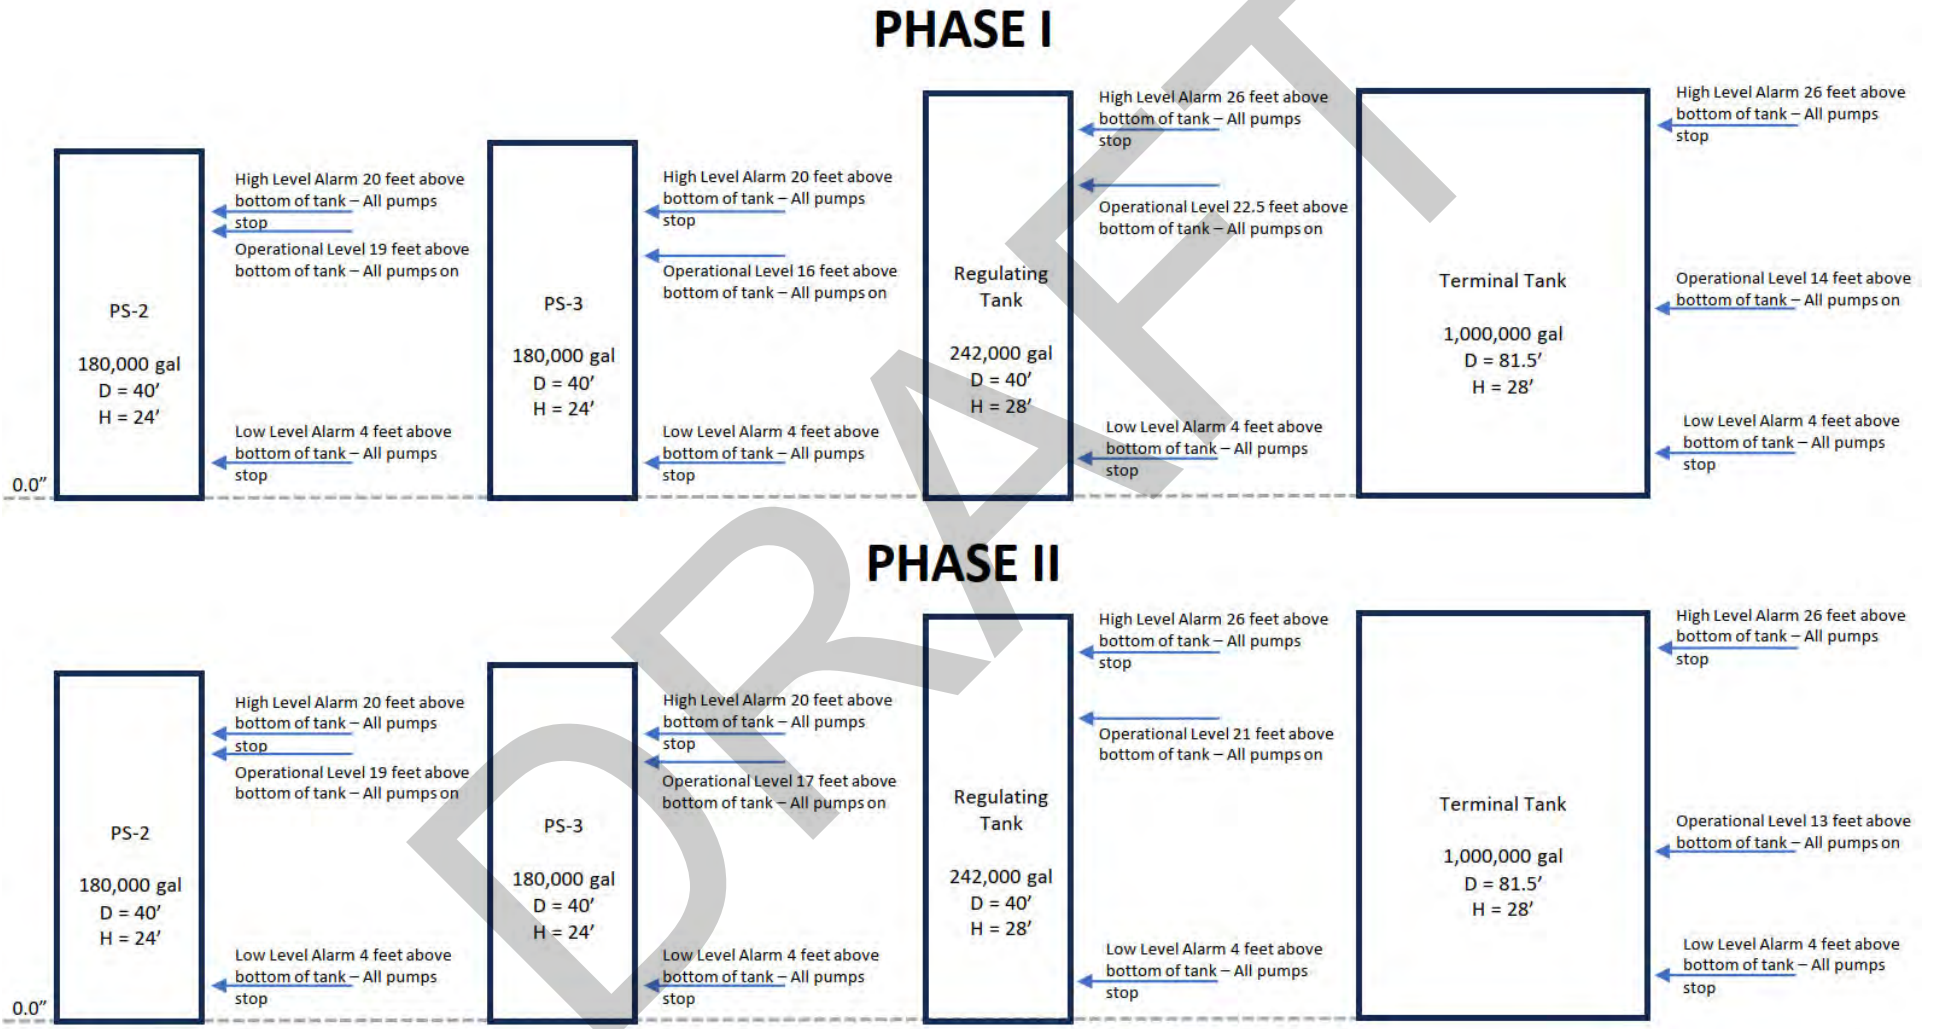 PHASE I
PS-2
180,000 gal
D = 40’
H = 24’
High Level Alarm 20 feet above
bottom of tank – All pumps
stop
Operational Level 19 feet above
bottom of tank – All pumps on
Low Level Alarm 4 feet above
bottom of tank – All pumps
stop
0.0”
PS-3
180,000 gal
D = 40’
H = 24’
High Level Alarm 20 feet above
bottom of tank – All pumps
stop
Operational Level 16 feet above
bottom of tank – All pumps on
Low Level Alarm 4 feet above
bottom of tank – All pumps
stop
Regulating
Tank
242,000 gal
D = 40’
H = 28’
High Level Alarm 26 feet above
bottom of tank – All pumps
stop
Operational Level 22.5 feet above
bottom of tank – All pumps on
Low Level Alarm 4 feet above
bottom of tank – All pumps
stop
Terminal Tank
1,000,000 gal
D = 81.5’
H = 28’
High Level Alarm 26 feet above
bottom of tank – All pumps
stop
Operational Level 14 feet above
bottom of tank – All pumps on
Low Level Alarm 4 feet above
bottom of tank – All pumps
stop
DRAFT
PHASE II
PS-2
180,000 gal
D = 40’
H = 24’
High Level Alarm 20 feet above
bottom of tank – All pumps
stop
Operational Level 19 feet above
bottom of tank – All pumps on
Low Level Alarm 4 feet above
bottom of tank – All pumps
stop
0.0”
PS-3
180,000 gal
D = 40’
H = 24’
High Level Alarm 20 feet above
bottom of tank – All pumps
stop
Operational Level 17 feet above
bottom of tank – All pumps on
Low Level Alarm 4 feet above
bottom of tank – All pumps
stop
Regulating
Tank
242,000 gal
D = 40’
H = 28’
High Level Alarm 26 feet above
bottom of tank – All pumps
stop
Operational Level 21 feet above
bottom of tank – All pumps on
Low Level Alarm 4 feet above
bottom of tank – All pumps
stop
Terminal Tank
1,000,000 gal
D = 81.5’
H = 28’
High Level Alarm 26 feet above
bottom of tank – All pumps
stop
Operational Level 13 feet above
bottom of tank – All pumps on
Low Level Alarm 4 feet above
bottom of tank – All pumps
stop